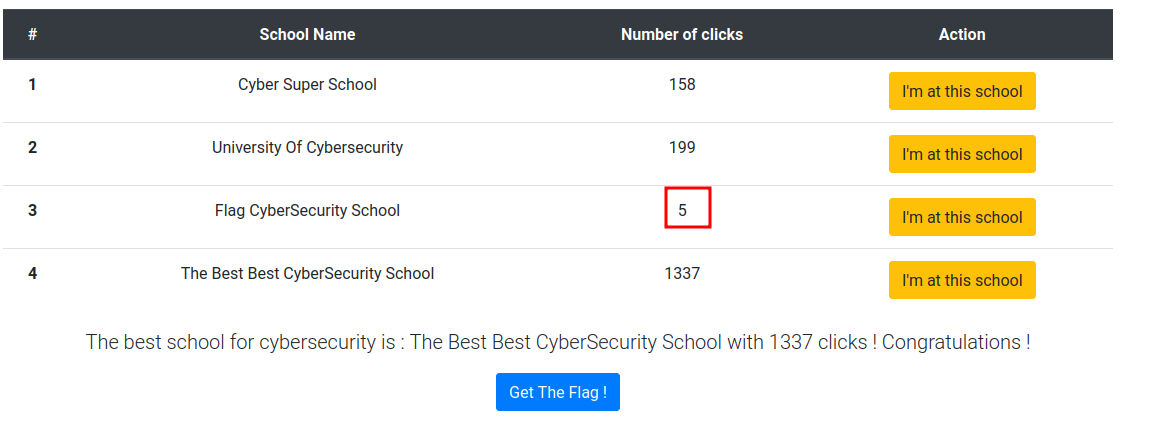 # School Name Number of clicks Action
1 Cyber Super School 158 I'm at this school
2 University Of Cybersecurity 199 I'm at this school
3 Flag CyberSecurity School 5 I'm at this school
4 The Best Best CyberSecurity School 1337 I'm at this school
The best school for cybersecurity is : The Best Best CyberSecurity School with 1337 clicks ! Congratulations !
Get The Flag !